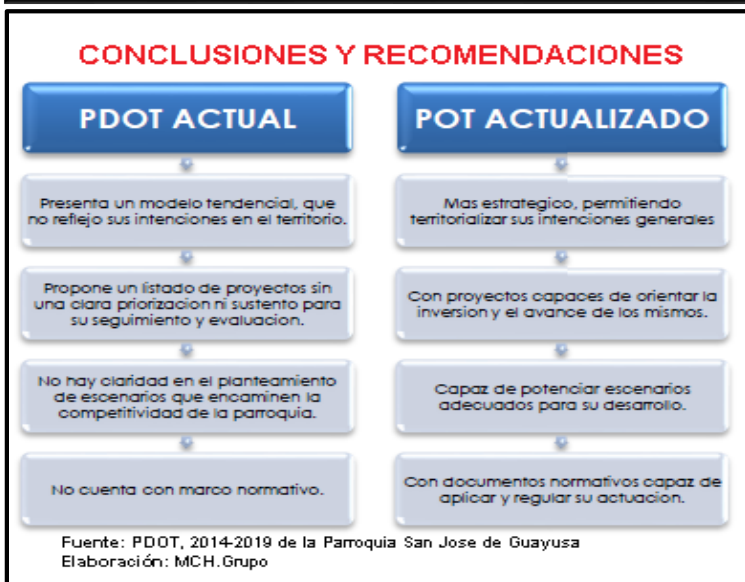 CONCLUSIONES Y RECOMENDACIONES
PDOT ACTUAL
Presenta un modelo tendencial, que
no reflejo sus intenciones en el territorio.
Propone un listado de proyectos sin
una clara priorizacion ni sustento para
su seguimiento y evaluacion.
No hay claridad en el planteamiento
de escenarios que encaminen la
competitividad de la parroquia.
No cuenta con marco normativo.
POT ACTUALIZADO
Mas estrategico, permitiendo
territorializar sus intenciones generales
Con proyectos capaces de orientar la
inversion y el avance de los mismos.
Capaz de potenciar escenarios
adecuados para su desarrollo.
Con documentos normativos capaz de
aplicar y regular su actuacion.
Fuente: PDOT, 2014-2019 de la Parroquia San Jose de Guayusa
Elaboración: MCH.Grupo